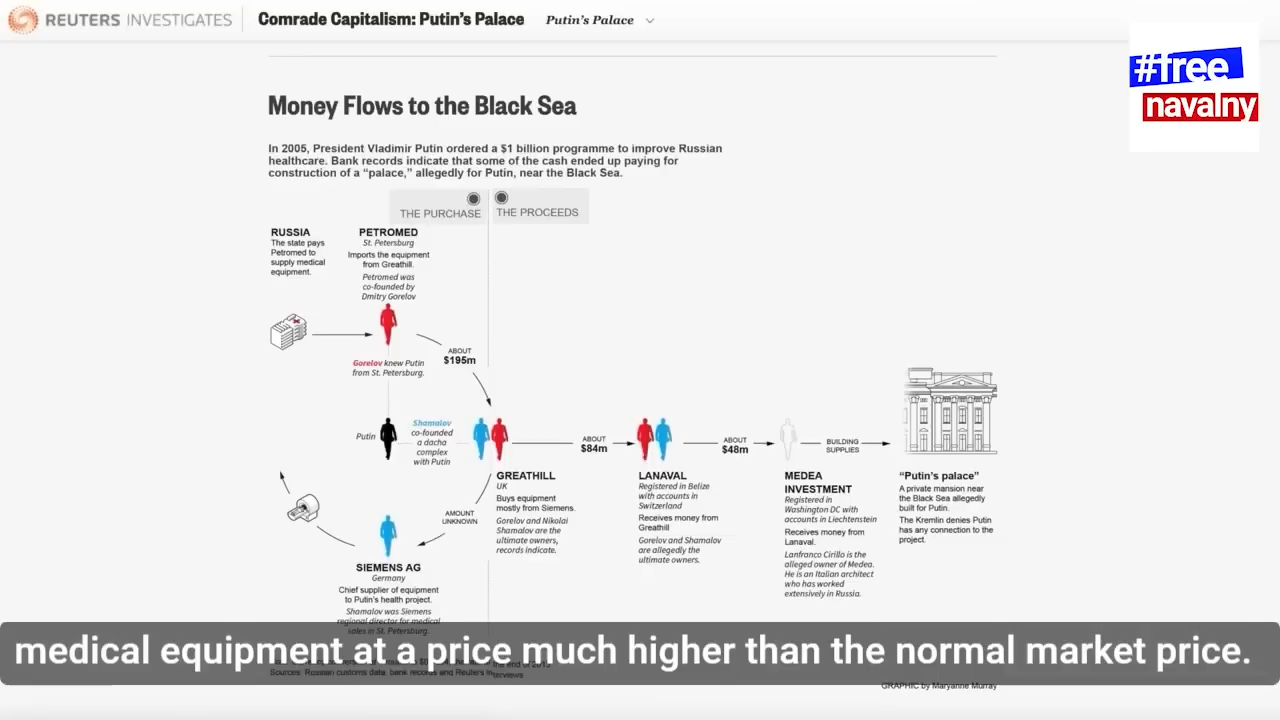 REUTERS INVESTIGATES
Comrade Capitalism: Putin's Palace
Putin's Palace
#free
navalny
Money Flows to the Black Sea
In 2005, President Vladimir Putin ordered a $1 billion programme to improve Russian
healthcare. Bank records indicate that some of the cash ended up paying for
construction of a “palace,” allegedly for Putin, near the Black Sea.
THE PURCHASE
THE PROCEEDS
RUSSIA
The state pays
Petromed to
supply medical
equipment.
PETROMED
St. Petersburg
Imports the equipment
from Greathill.
Petromed was
co-founded by
Dmitry Gorelov
ABOUT
$195m
Gorelov knew Putin
from St. Petersburg.
Putin
Shamalov
co-founded
a dacha
complex
with Putin
ABOUT
$84m
ABOUT
$48m
BUILDING
SUPPLIES
GREATHILL
UK
Buys equipment
mostly from Siemens.
Gorelov and Nikolai
Shamalov are the
ultimate owners,
records indicate.
LANAVAL
Registered in Belize
with accounts in
Switzerland
Receives money from
Greathill
Gorelov and Shamalov
are allegedly the
ultimate owners.
MEDEA
INVESTMENT
Registered in
Washington DC with
accounts in Liechtenstein
Receives money from
Lanaval.
Lanfranco Cirillo is the
alleged owner of Medea.
He is an Italian architect
who has worked
extensively in Russia.
“Putin's palace”
A private mansion near
the Black Sea allegedly
built for Putin.
The Kremlin denies Putin
has any connection to the
project.
AMOUNT
UNKNOWN
SIEMENS AG
Germany
Chief supplier of equipment
to Putin's health project.
Shamalov was Siemens
regional director for medical
sales in St. Petersburg.
medical equipment at a price much higher than the normal market price.
Sources: Russian customs data, bank records and Reuters
GRAPHIC by Maryanne Murray